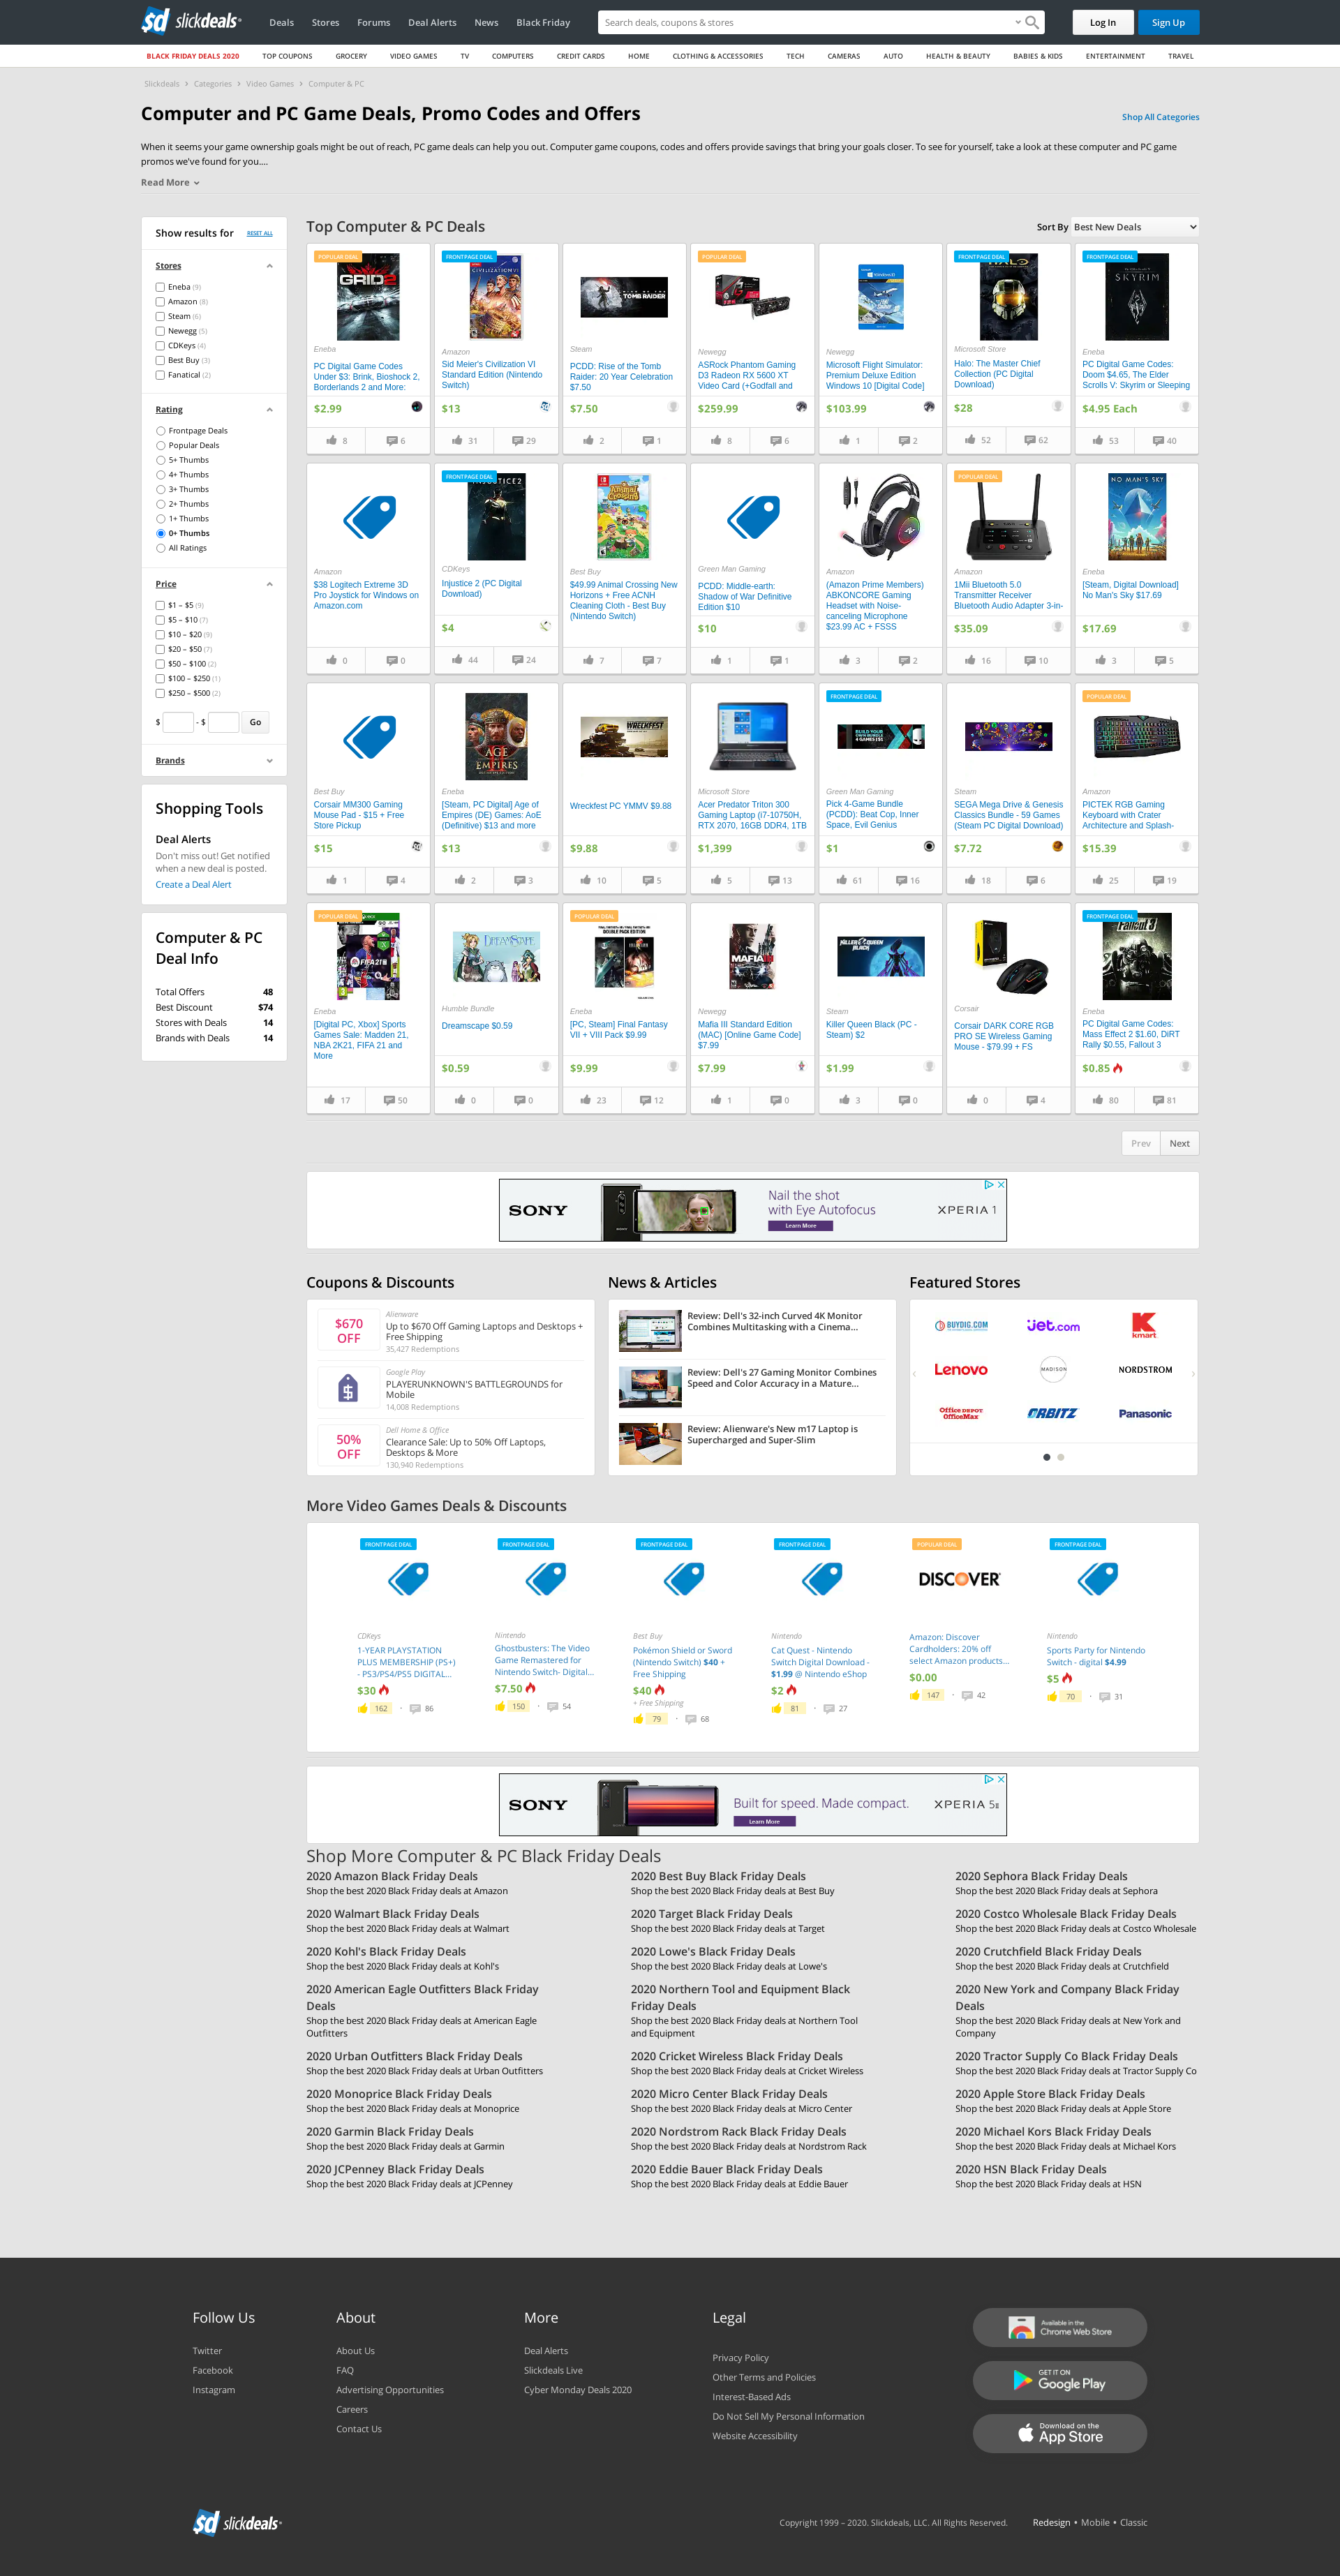 slickdeals
Deals
Stores
Forums
Deal Alerts
News
Black Friday
Search deals, coupons & stores
Log In
Sign Up
BLACK FRIDAY DEALS 2020
TOP COUPONS
GROCERY
VIDEO GAMES
TV
COMPUTERS
CREDIT CARDS
HOME
CLOTHING & ACCESSORIES
TECH
CAMERAS
AUTO
HEALTH & BEAUTY
BABIES & KIDS
ENTERTAINMENT
TRAVEL
Slickdeals > Categories > Video Games > Computer & PC
Computer and PC Game Deals, Promo Codes and Offers
Shop All Categories
When it seems your game ownership goals might be out of reach, PC game deals can help you out. Computer game coupons, codes and offers provide savings that bring your goals closer. To see for yourself, take a look at these computer and PC game
promos we've found for you....
Read More
Show results for
RESET ALL
Stores
Eneba (9)
Amazon (8)
Steam (6)
Newegg (5)
CDKeys (4)
Best Buy (3)
Fanatical (2)
Rating
Frontpage Deals
Popular Deals
5+ Thumbs
4+ Thumbs
3+ Thumbs
2+ Thumbs
1+ Thumbs
0+ Thumbs
All Ratings
Price
$1 – $5 (9)
$5 – $10 (7)
$10 – $20 (9)
$20 – $50 (7)
$50 – $100 (2)
$100 – $250 (1)
$250 – $500 (2)
$ - $ Go
Brands
Shopping Tools
Deal Alerts
Don't miss out! Get notified
when a new deal is posted.
Create a Deal Alert
Computer & PC
Deal Info
Total Offers 48
Best Discount $74
Stores with Deals 14
Brands with Deals 14
Top Computer & PC Deals
Sort By Best New Deals
POPULAR DEAL
GRID 2
Eneba
PC Digital Game Codes
Under $3: Brink, Bioshock 2,
Borderlands 2 and More:
$2.99
8 6
FRONTPAGE DEAL
CIVILIZATION VI
Amazon
Sid Meier's Civilization VI
Standard Edition (Nintendo
Switch)
$13
31 29
TOMB RAIDER
Steam
PCDD: Rise of the Tomb
Raider: 20 Year Celebration
$7.50
$7.50
2 1
POPULAR DEAL
Newegg
ASRock Phantom Gaming
D3 Radeon RX 5600 XT
Video Card (+Godfall and
$259.99
8 6
Newegg
Microsoft Flight Simulator:
Premium Deluxe Edition
Windows 10 [Digital Code]
$103.99
1 2
FRONTPAGE DEAL
HALO
Microsoft Store
Halo: The Master Chief
Collection (PC Digital
Download)
$28
52 62
FRONTPAGE DEAL
SKYRIM
Eneba
PC Digital Game Codes:
Doom $4.65, The Elder
Scrolls V: Skyrim or Sleeping
$4.95 Each
53 40
Amazon
$38 Logitech Extreme 3D
Pro Joystick for Windows on
Amazon.com
0 0
FRONTPAGE DEAL
INJUSTICE 2
CDKeys
Injustice 2 (PC Digital
Download)
$4
44 24
Animal Crossing
Best Buy
$49.99 Animal Crossing New
Horizons + Free ACNH
Cleaning Cloth - Best Buy
(Nintendo Switch)
7 7
Green Man Gaming
PCDD: Middle-earth:
Shadow of War Definitive
Edition $10
$10
1 1
Amazon
(Amazon Prime Members)
ABKONCORE Gaming
Headset with Noise-
canceling Microphone
$23.99 AC + FSSS
3 2
POPULAR DEAL
Amazon
1Mii Bluetooth 5.0
Transmitter Receiver
Bluetooth Audio Adapter 3-in-
$35.09
16 10
NO MAN'S SKY
Eneba
[Steam, Digital Download]
No Man's Sky $17.69
$17.69
3 5
Best Buy
Corsair MM300 Gaming
Mouse Pad - $15 + Free
Store Pickup
$15
1 4
AGE EMPIRES
Eneba
[Steam, PC Digital] Age of
Empires (DE) Games: AoE
(Definitive) $13 and more
$13
2 3
WRECKFEST
Wreckfest PC YMMV $9.88
$9.88
10 5
Microsoft Store
Acer Predator Triton 300
Gaming Laptop (i7-10750H,
RTX 2070, 16GB DDR4, 1TB
$1,399
5 13
FRONTPAGE DEAL
BUILD YOUR OWN BUNDLE
4 GAMES | $1
Green Man Gaming
Pick 4-Game Bundle
(PCDD): Beat Cop, Inner
Space, Evil Genius
$1
61 16
Steam
SEGA Mega Drive & Genesis
Classics Bundle - 59 Games
(Steam PC Digital Download)
$7.72
18 6
POPULAR DEAL
Amazon
PICTEK RGB Gaming
Keyboard with Crater
Architecture and Splash-
$15.39
25 19
POPULAR DEAL
FIFA 21
Eneba
[Digital PC, Xbox] Sports
Games Sale: Madden 21,
NBA 2K21, FIFA 21 and
More
17 50
DREAMSCAPE
Humble Bundle
Dreamscape $0.59
$0.59
0 0
POPULAR DEAL
DOUBLE PACK EDITION
Eneba
[PC, Steam] Final Fantasy
VII + VIII Pack $9.99
$9.99
23 12
MAFIA III
Newegg
Mafia III Standard Edition
(MAC) [Online Game Code]
$7.99
$7.99
1 0
KILLER QUEEN BLACK
Steam
Killer Queen Black (PC -
Steam) $2
$1.99
3 0
Corsair
Corsair DARK CORE RGB
PRO SE Wireless Gaming
Mouse - $79.99 + FS
0 4
FRONTPAGE DEAL
Fallout 3
Eneba
PC Digital Game Codes:
Mass Effect 2 $1.60, DiRT
Rally $0.55, Fallout 3
$0.85
80 81
Prev Next
SONY
Nail the shot
with Eye Autofocus
Learn More
XPERIA 1
Coupons & Discounts
$670
OFF
Alienware
Up to $670 Off Gaming Laptops and Desktops +
Free Shipping
35,427 Redemptions
Google Play
PLAYERUNKNOWN'S BATTLEGROUNDS for
Mobile
14,008 Redemptions
50%
OFF
Dell Home & Office
Clearance Sale: Up to 50% Off Laptops,
Desktops & More
130,940 Redemptions
News & Articles
Review: Dell's 32-inch Curved 4K Monitor
Combines Multitasking with a Cinema...
Review: Dell's 27 Gaming Monitor Combines
Speed and Color Accuracy in a Mature...
Review: Alienware's New m17 Laptop is
Supercharged and Super-Slim
Featured Stores
BUYDIG.COM
jet.com
kmart
Lenovo
MADISON
NORDSTROM
Office DEPOT
OfficeMax
ORBITZ
Panasonic
More Video Games Deals & Discounts
FRONTPAGE DEAL
CDKeys
1-YEAR PLAYSTATION
PLUS MEMBERSHIP (PS+)
- PS3/PS4/PS5 DIGITAL...
$30
162 · 86
FRONTPAGE DEAL
Nintendo
Ghostbusters: The Video
Game Remastered for
Nintendo Switch- Digital...
$7.50
150 · 54
FRONTPAGE DEAL
Best Buy
Pokémon Shield or Sword
(Nintendo Switch) $40 +
Free Shipping
$40
+ Free Shipping
79 · 68
FRONTPAGE DEAL
Nintendo
Cat Quest - Nintendo
Switch Digital Download -
$1.99 @ Nintendo eShop
$2
81 · 27
POPULAR DEAL
DISCOVER
Amazon: Discover
Cardholders: 20% off
select Amazon products...
$0.00
147 · 42
FRONTPAGE DEAL
Nintendo
Sports Party for Nintendo
Switch - digital $4.99
$5
70 · 31
SONY
Built for speed. Made compact.
Learn More
XPERIA 5 II
Shop More Computer & PC Black Friday Deals
2020 Amazon Black Friday Deals
Shop the best 2020 Black Friday deals at Amazon
2020 Best Buy Black Friday Deals
Shop the best 2020 Black Friday deals at Best Buy
2020 Sephora Black Friday Deals
Shop the best 2020 Black Friday deals at Sephora
2020 Walmart Black Friday Deals
Shop the best 2020 Black Friday deals at Walmart
2020 Target Black Friday Deals
Shop the best 2020 Black Friday deals at Target
2020 Costco Wholesale Black Friday Deals
Shop the best 2020 Black Friday deals at Costco Wholesale
2020 Kohl's Black Friday Deals
Shop the best 2020 Black Friday deals at Kohl's
2020 Lowe's Black Friday Deals
Shop the best 2020 Black Friday deals at Lowe's
2020 Crutchfield Black Friday Deals
Shop the best 2020 Black Friday deals at Crutchfield
2020 American Eagle Outfitters Black Friday
Deals
Shop the best 2020 Black Friday deals at American Eagle
Outfitters
2020 Northern Tool and Equipment Black
Friday Deals
Shop the best 2020 Black Friday deals at Northern Tool
and Equipment
2020 New York and Company Black Friday
Deals
Shop the best 2020 Black Friday deals at New York and
Company
2020 Urban Outfitters Black Friday Deals
Shop the best 2020 Black Friday deals at Urban Outfitters
2020 Cricket Wireless Black Friday Deals
Shop the best 2020 Black Friday deals at Cricket Wireless
2020 Tractor Supply Co Black Friday Deals
Shop the best 2020 Black Friday deals at Tractor Supply Co
2020 Monoprice Black Friday Deals
Shop the best 2020 Black Friday deals at Monoprice
2020 Micro Center Black Friday Deals
Shop the best 2020 Black Friday deals at Micro Center
2020 Apple Store Black Friday Deals
Shop the best 2020 Black Friday deals at Apple Store
2020 Garmin Black Friday Deals
Shop the best 2020 Black Friday deals at Garmin
2020 Nordstrom Rack Black Friday Deals
Shop the best 2020 Black Friday deals at Nordstrom Rack
2020 Michael Kors Black Friday Deals
Shop the best 2020 Black Friday deals at Michael Kors
2020 JCPenney Black Friday Deals
Shop the best 2020 Black Friday deals at JCPenney
2020 Eddie Bauer Black Friday Deals
Shop the best 2020 Black Friday deals at Eddie Bauer
2020 HSN Black Friday Deals
Shop the best 2020 Black Friday deals at HSN
Follow Us
Twitter
Facebook
Instagram
About
About Us
FAQ
Advertising Opportunities
Careers
Contact Us
More
Deal Alerts
Slickdeals Live
Cyber Monday Deals 2020
Legal
Privacy Policy
Other Terms and Policies
Interest-Based Ads
Do Not Sell My Personal Information
Website Accessibility
Available in the
Chrome Web Store
GET IT ON
Google Play
Download on the
App Store
slickdeals
Copyright 1999 – 2020. Slickdeals, LLC. All Rights Reserved.
Redesign • Mobile • Classic